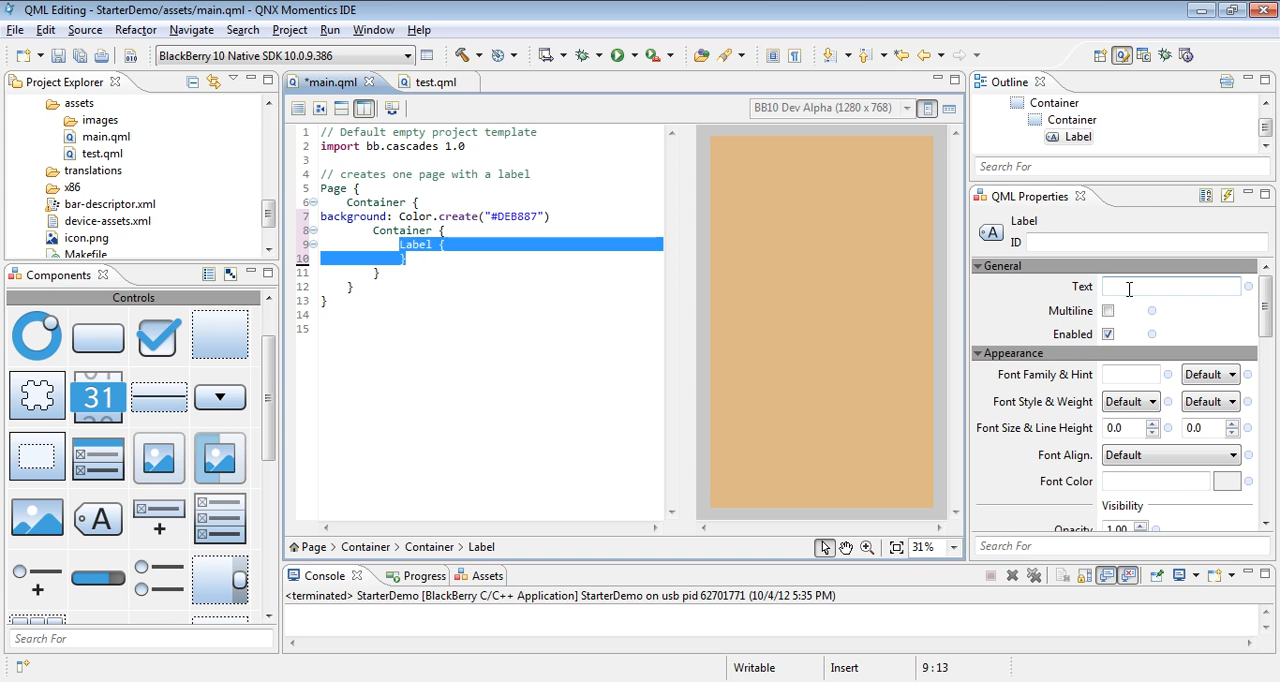 QML Editing - StarterDemo/assets/main.qml - QNX Momentics IDE
File Edit Source Refactor Navigate Search Project Run Window Help
BlackBerry 10 Native SDK 10.0.9.386
Project Explorer
assets
images
main.qml
test.qml
translations
x86
bar-descriptor.xml
device-assets.xml
icon.png
Makefile
Components
Controls
31
A
Search For
*main.qml test.qml
BB10 Dev Alpha (1280 x 768)
1 // Default empty project template
2 import bb.cascades 1.0
3
4 // creates one page with a label
5 Page {
6 Container {
7 background: Color.create("#DEB887")
8 Container {
9 Label {
10 }
11 }
12 }
13 }
14
15
Page > Container > Container > Label
31%
Console Progress Assets
<terminated> StarterDemo [BlackBerry C/C++ Application] StarterDemo on usb pid 62701771 (10/4/12 5:35 PM)
Outline
Container
Container
A Label
Search For
QML Properties
A Label
ID
General
Text
Multiline
Enabled
Appearance
Font Family & Hint Default
Font Style & Weight Default Default
Font Size & Line Height 0.0 0.0
Font Align. Default
Font Color
Visibility
Opacity 1.00
Search For
Writable Insert 9:13